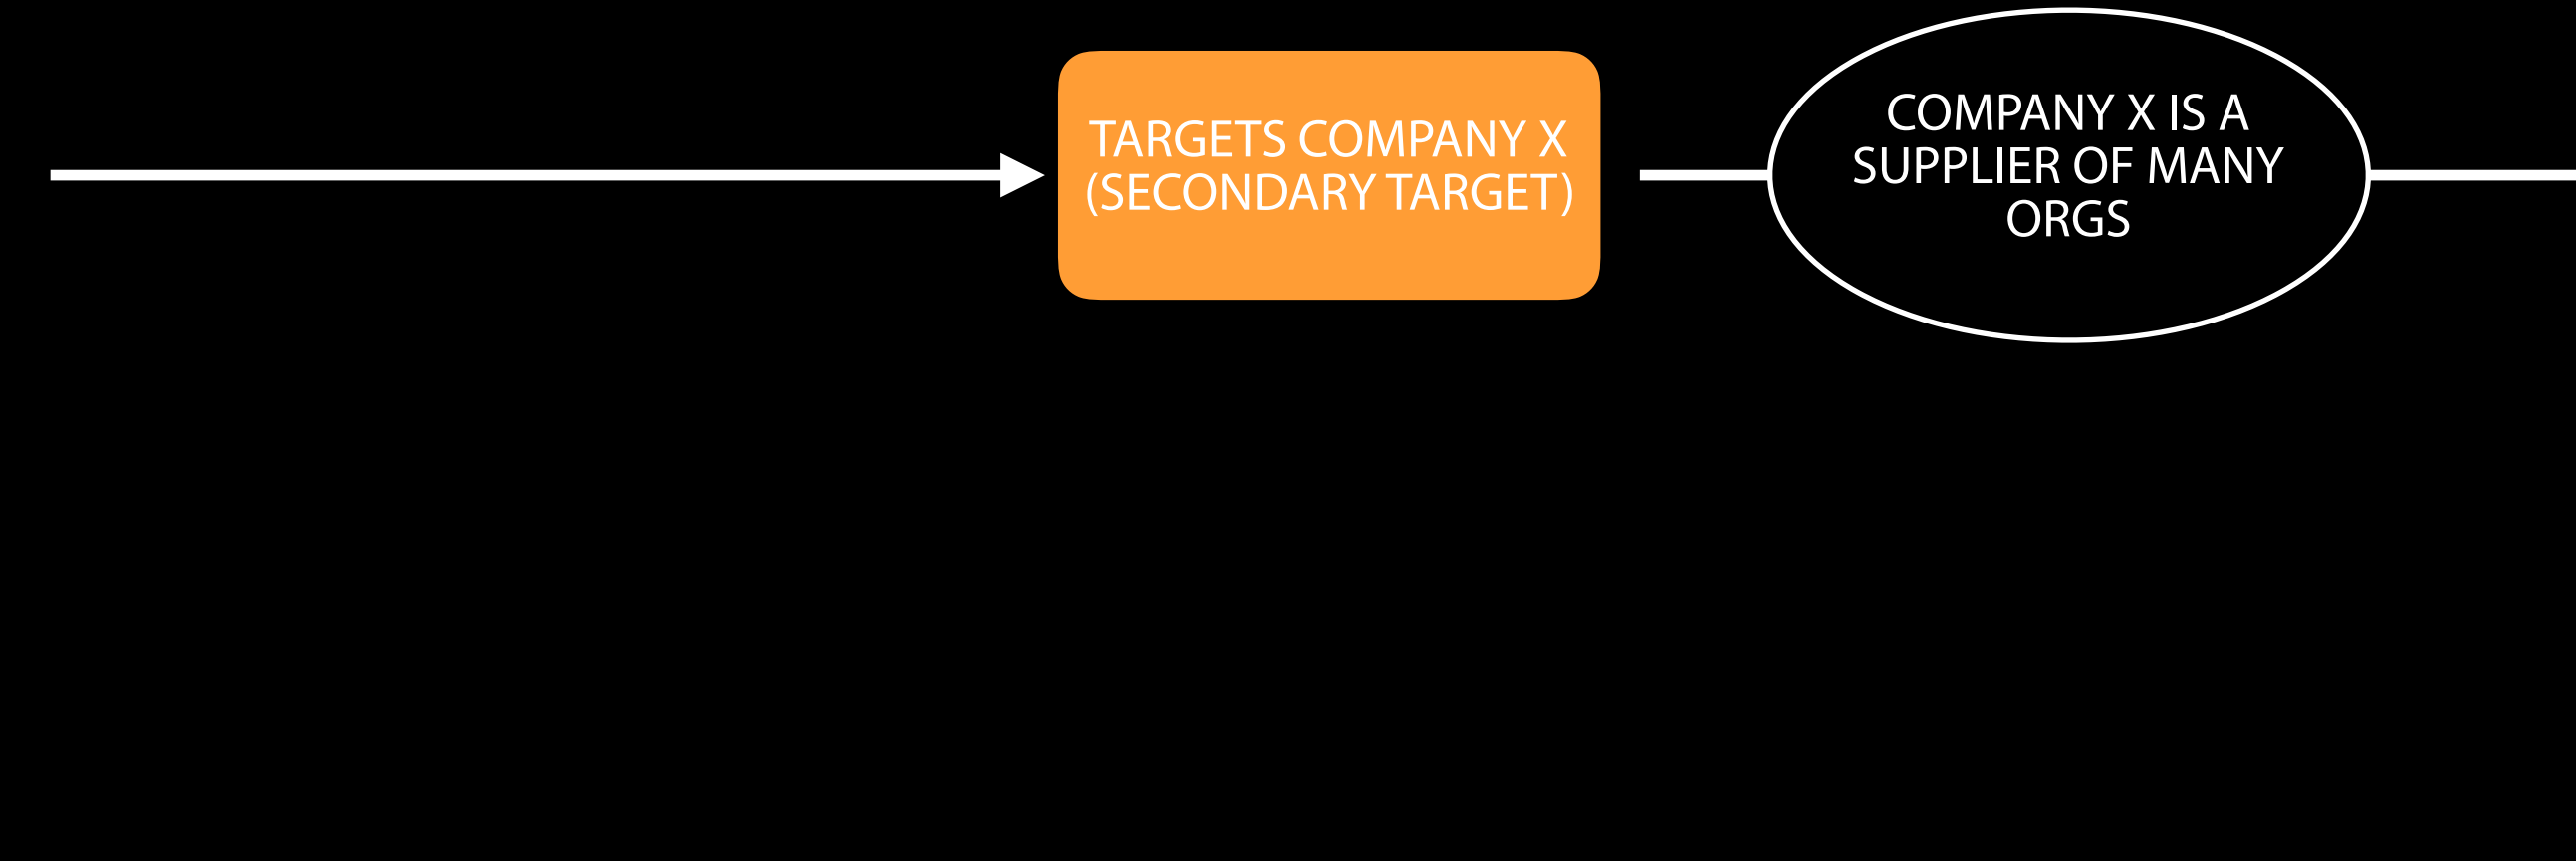 TARGETS COMPANY X
(SECONDARY TARGET)
COMPANY X IS A
SUPPLIER OF MANY
ORGS